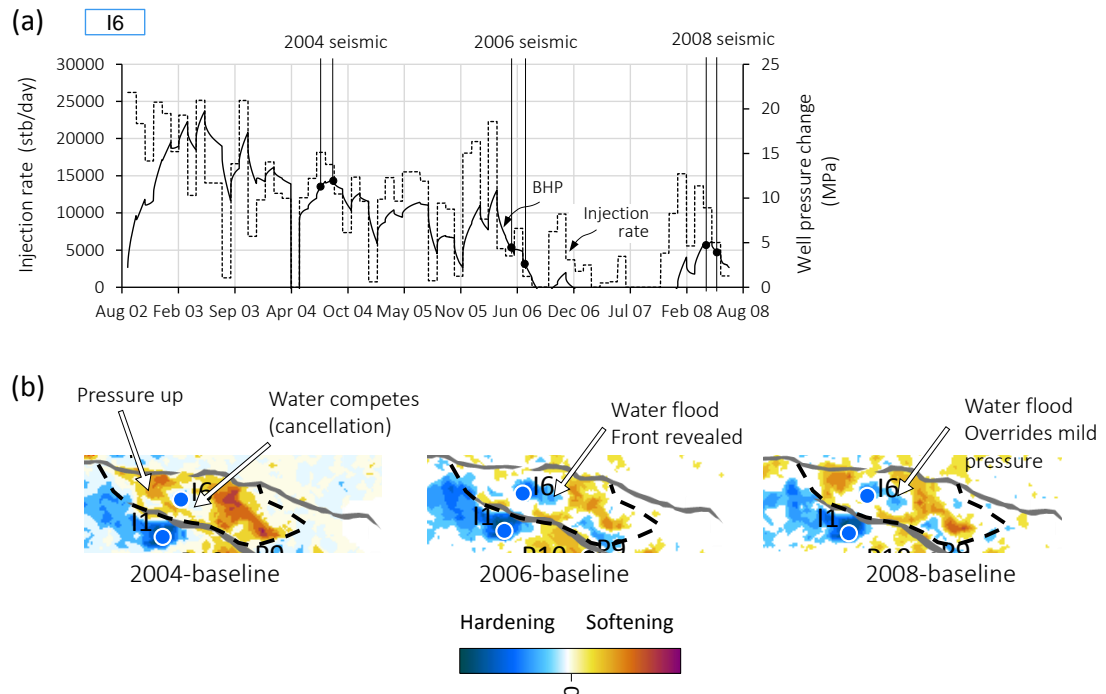 (a)
I6
2004 seismic
2006 seismic
2008 seismic
30000
25000
20000
15000
10000
5000
0
Injection rate (stb/day)
25
20
15
10
5
0
Well pressure change
(MPa)
BHP
Injection
rate
Aug 02 Feb 03 Sep 03 Apr 04 Oct 04 May 05 Nov 05 Jun 06 Dec 06 Jul 07 Feb 08 Aug 08
(b)
Pressure up
Water competes
(cancellation)
Water flood
Front revealed
Water flood
Overrides mild
pressure
I6
I1
I6
I1
P10
P9
I6
I1
P10
P9
2004-baseline
2006-baseline
2008-baseline
Hardening
Softening
0